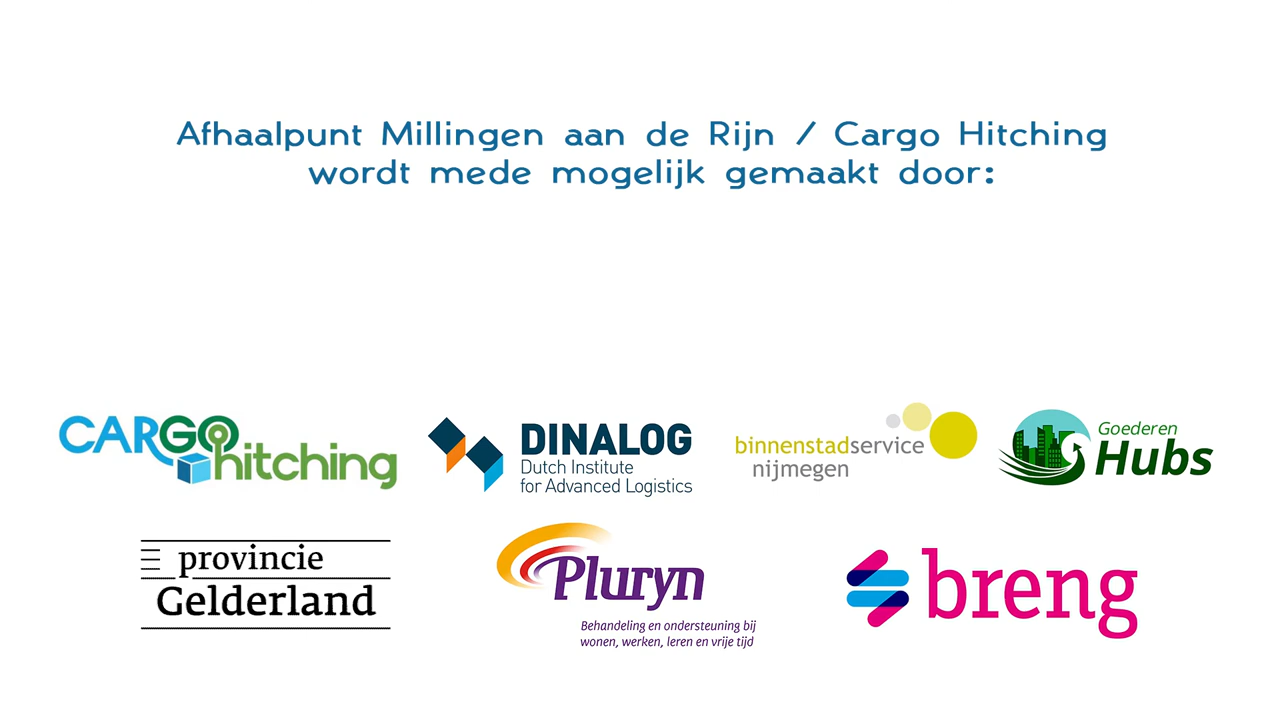 Afhaalpunt Millingen aan de Rijn / Cargo Hitching
wordt mede mogelijk gemaakt door:
CARGO
hitching
DINALOG
Dutch Institute
for Advanced Logistics
binnenstadservice
nijmegen
Goederen
Hubs
provincie
Gelderland
Pluryn
Behandeling en ondersteuning bij
wonen, werken, leren en vrije tijd
breng